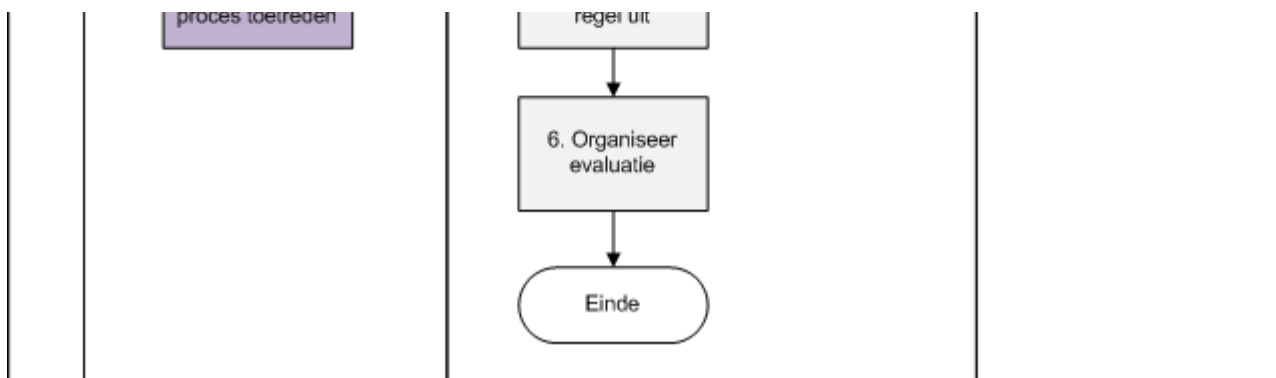 proces toetreden
regel uit
6. Organiseer
evaluatie
Einde